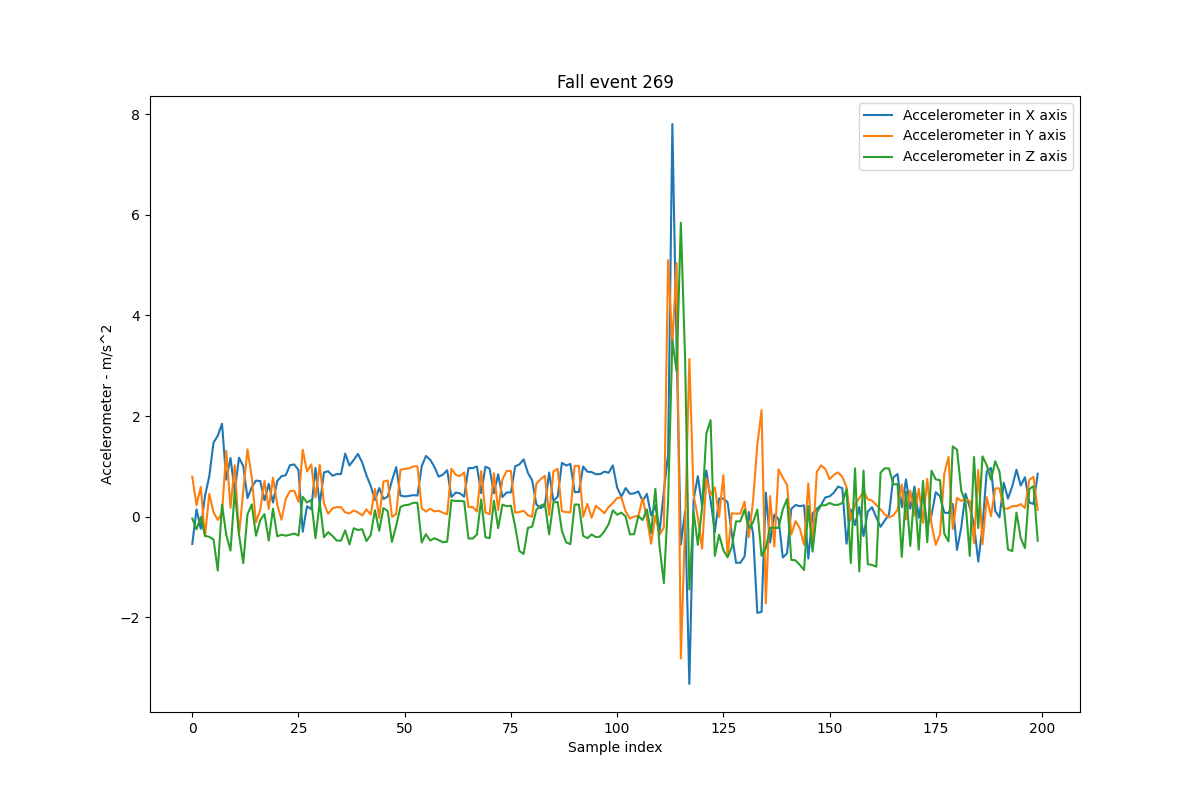 Fall event 269
Accelerometer in X axis
Accelerometer in Y axis
Accelerometer in Z axis
Accelerometer - m/s^2
8
6
4
2
0
−2
0 25 50 75 100 125 150 175 200
Sample index